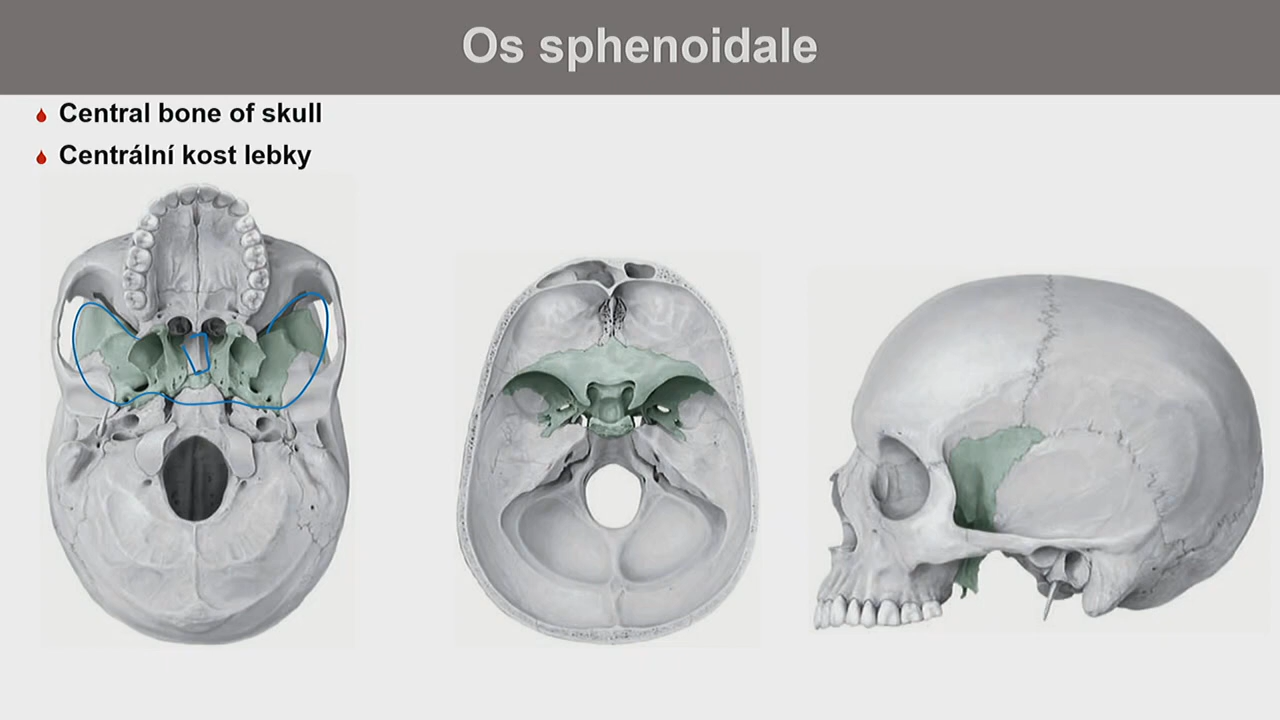 Os sphenoidale
Central bone of skull
Centrální kost lebky